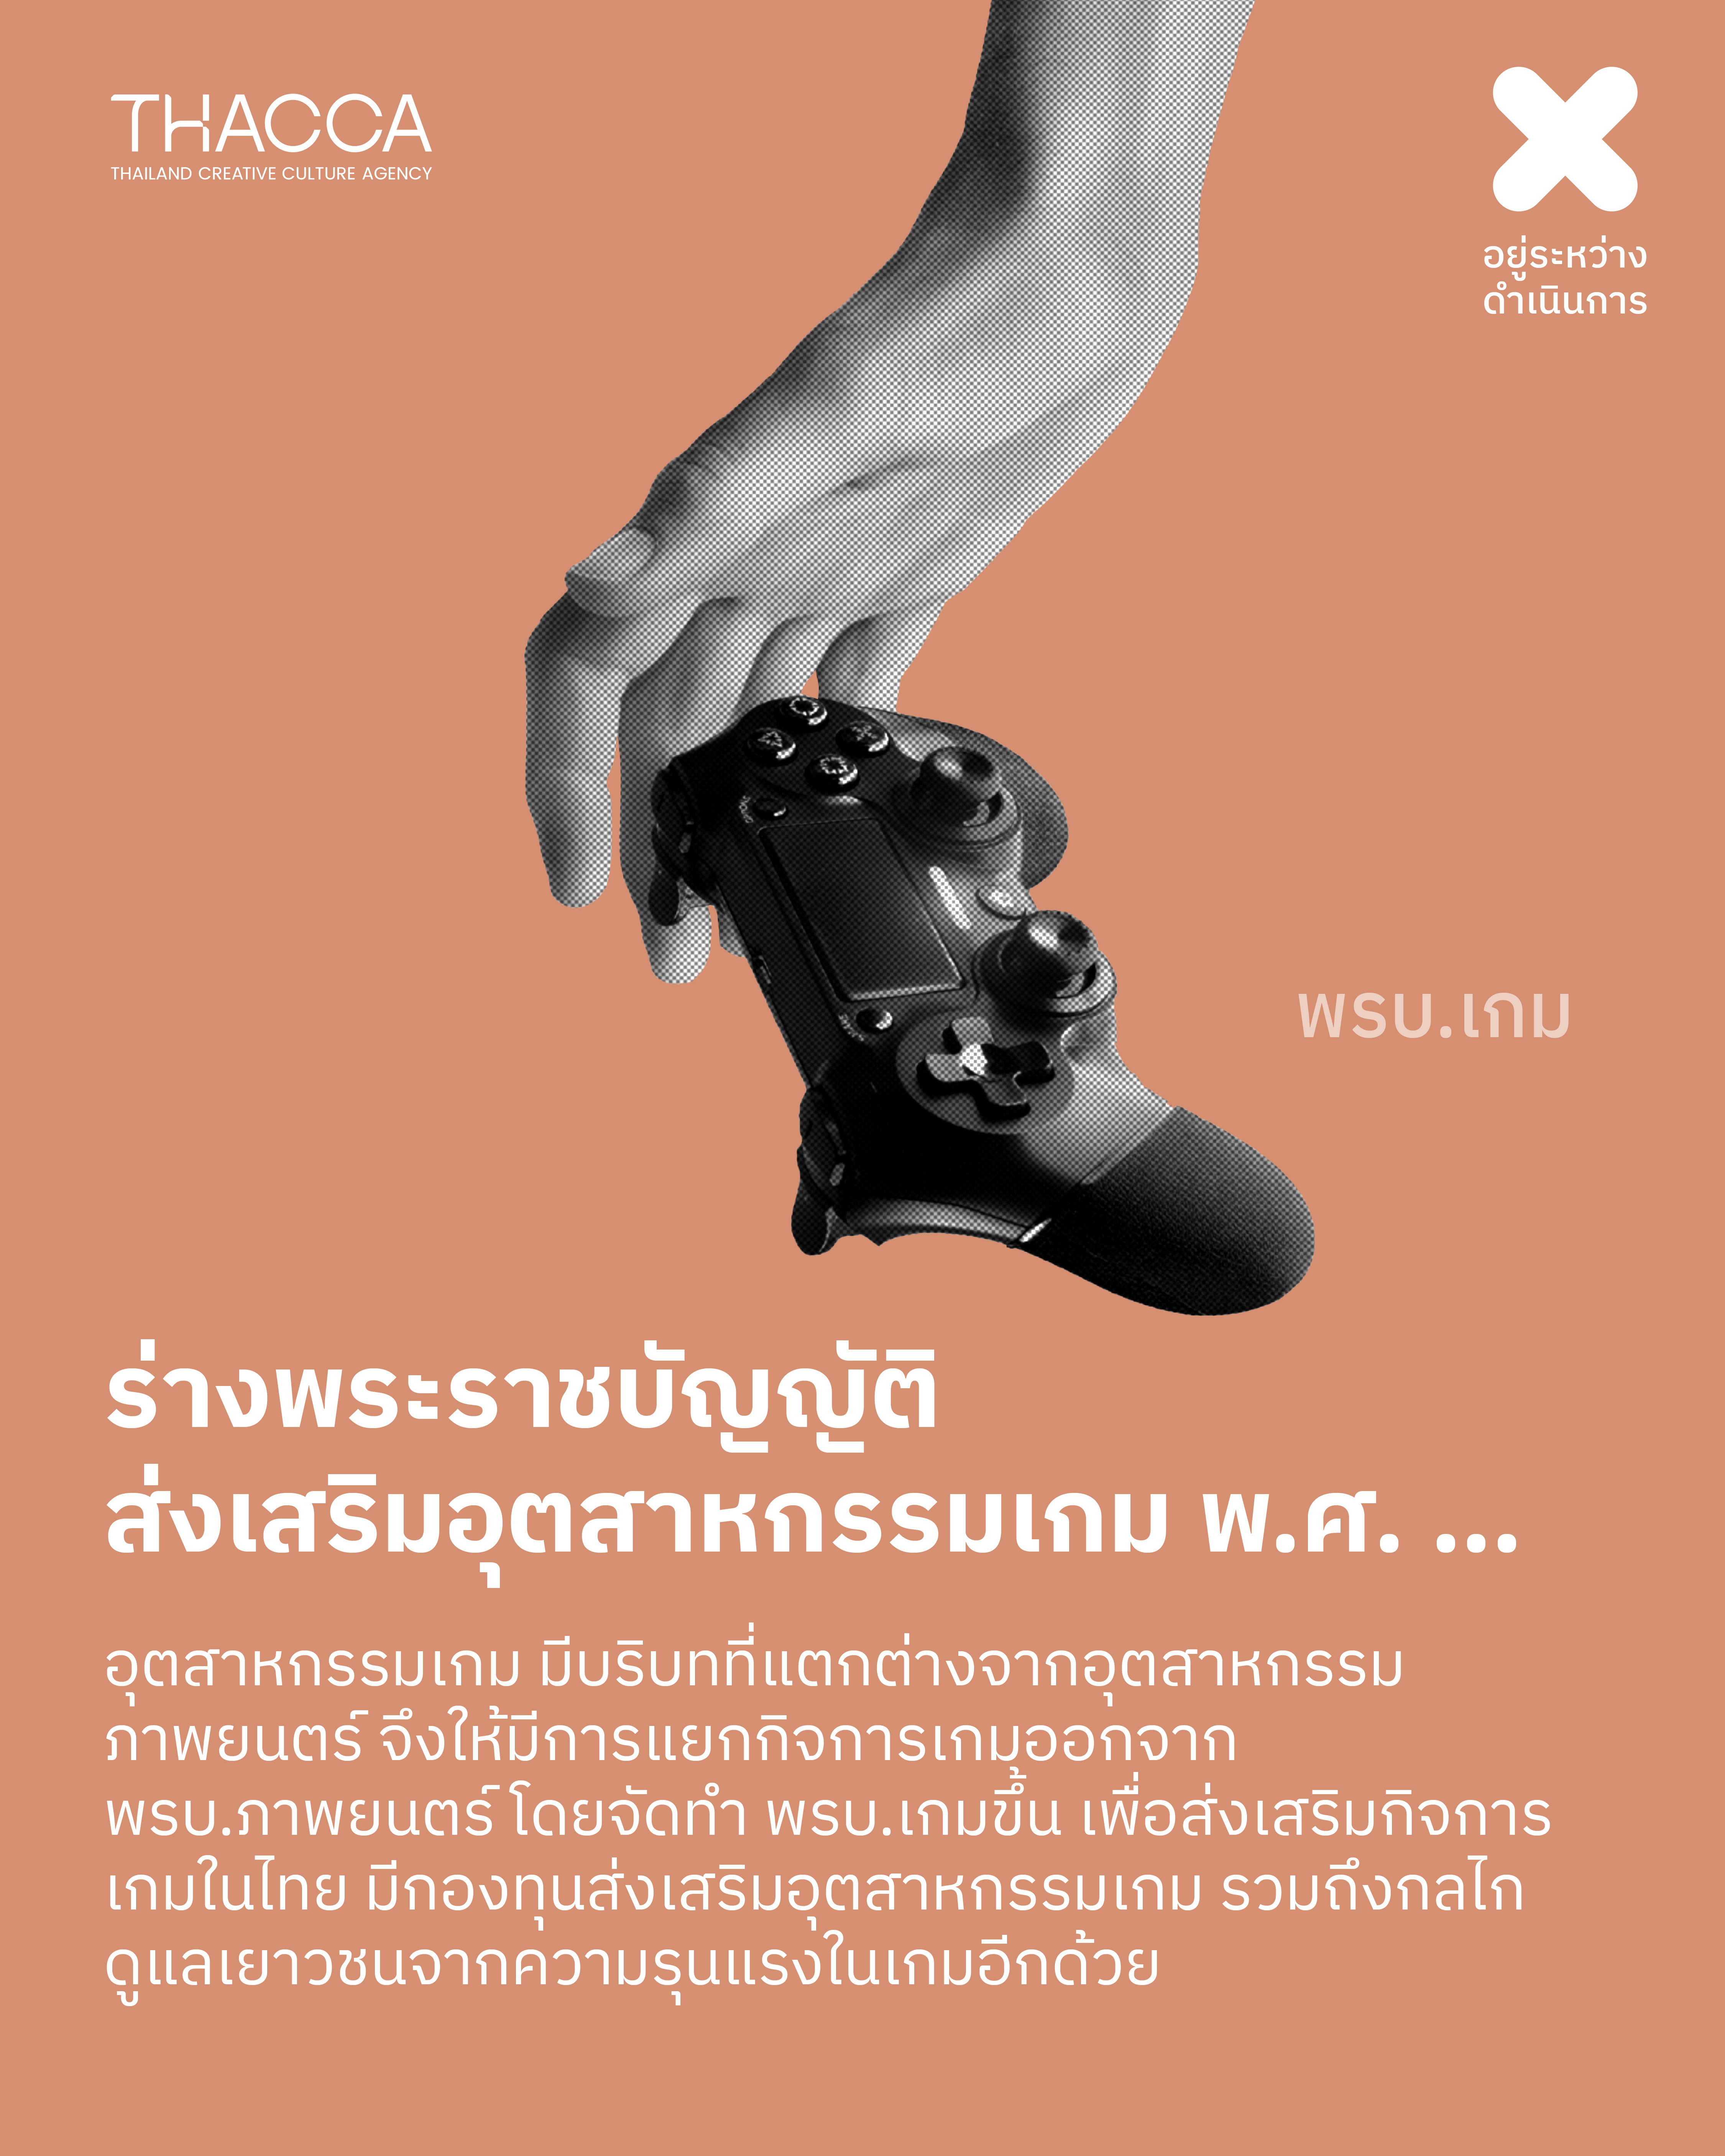 THACCA
THAILAND CREATIVE CULTURE AGENCY
อยู่ระหว่าง
ดำเนินการ
พรบ.เกม
ร่างพระราชบัญญัติ
ส่งเสริมอุตสาหกรรมเกม พ.ศ. ...
อุตสาหกรรมเกม มีบริบทที่แตกต่างจากอุตสาหกรรม
ภาพยนตร์ จึงให้มีการแยกกิจการเกมออกจาก
พรบ.ภาพยนตร์ โดยจัดทำ พรบ.เกมขึ้น เพื่อส่งเสริมกิจการ
เกมในไทย มีกองทุนส่งเสริมอุตสาหกรรมเกม รวมถึงกลไก
ดูแลเยาวชนจากความรุนแรงในเกมอีกด้วย